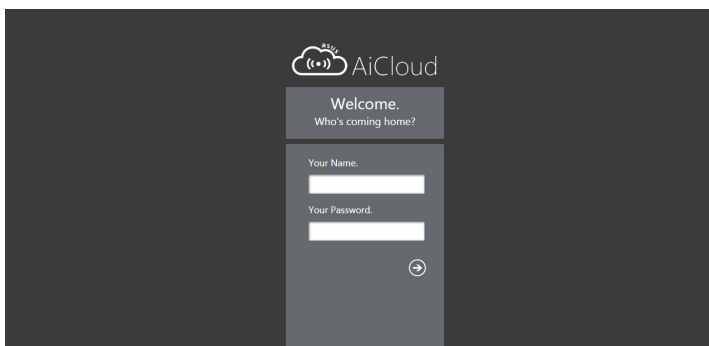 asus
AiCloud
Welcome.
Who's coming home?
Your Name.
Your Password.